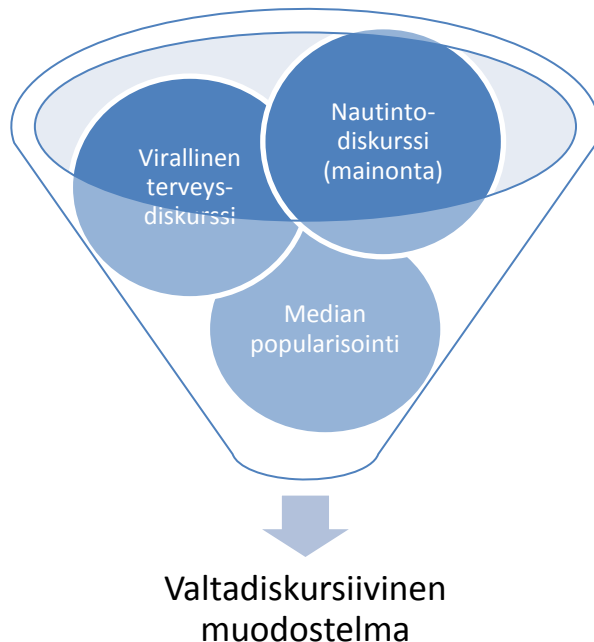 Virallinen
terveys-
diskurssi
Nautinto-
diskurssi
(mainonta)
Median
popularisointi
Valtadiskursiivinen
muodostelma